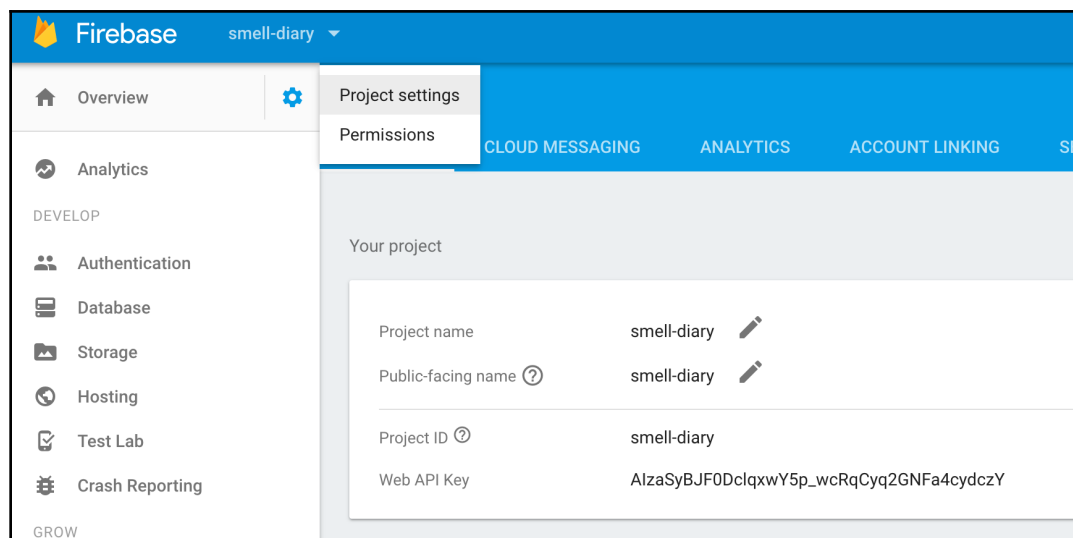 Firebase smell-diary
Overview
Project settings
Permissions
CLOUD MESSAGING ANALYTICS ACCOUNT LINKING
Analytics
DEVELOP
Authentication
Database
Storage
Hosting
Test Lab
Crash Reporting
GROW
Your project
Project name smell-diary
Public-facing name ? smell-diary
Project ID ? smell-diary
Web API Key AIzaSyBJF0DclqxwY5p_wcRqCyq2GNFa4cydczY